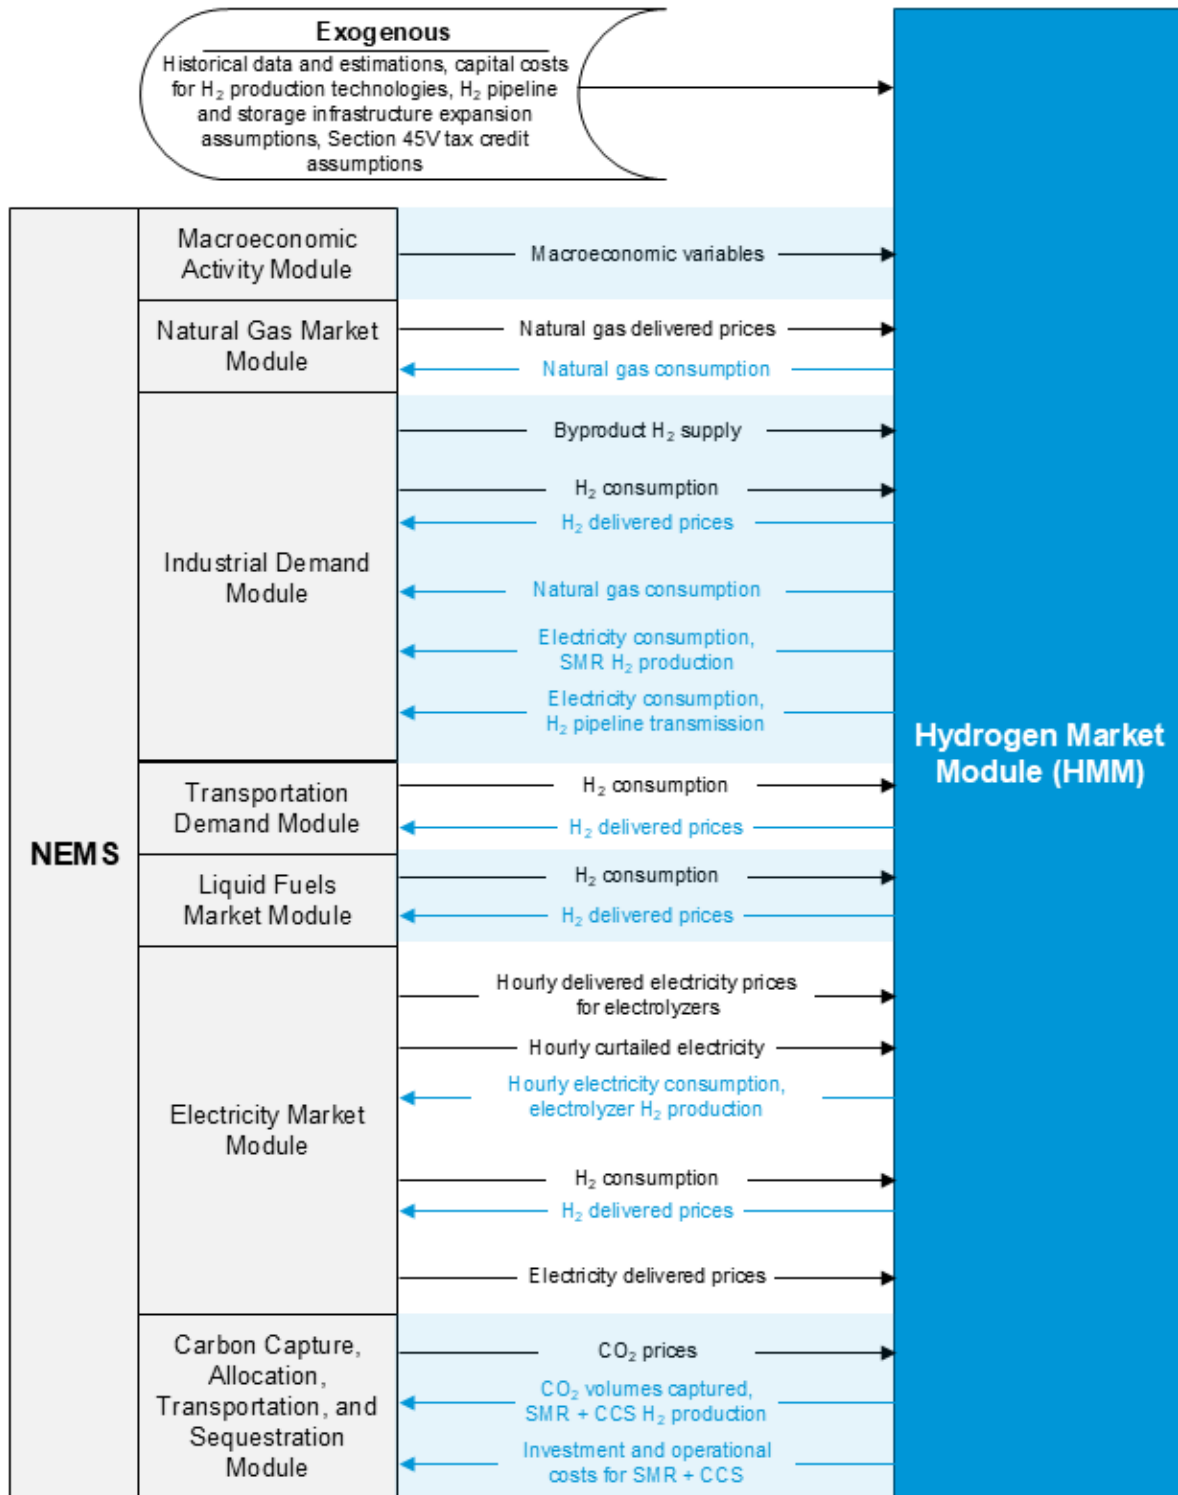 Exogenous
Historical data and estimations, capital costs
for H₂ production technologies, H₂ pipeline
and storage infrastructure expansion
assumptions, Section 45V tax credit
assumptions
NEMS
Hydrogen Market
Module (HMM)
Macroeconomic
Activity Module
Macroeconomic variables
Natural Gas Market
Module
Natural gas delivered prices
Natural gas consumption
Industrial Demand
Module
Byproduct H₂ supply
H₂ consumption
H₂ delivered prices
Natural gas consumption
Electricity consumption,
SMR H₂ production
Electricity consumption,
H₂ pipeline transmission
Transportation
Demand Module
H₂ consumption
H₂ delivered prices
Liquid Fuels
Market Module
H₂ consumption
H₂ delivered prices
Electricity Market
Module
Hourly delivered electricity prices
for electrolyzers
Hourly curtailed electricity
Hourly electricity consumption,
electrolyzer H₂ production
H₂ consumption
H₂ delivered prices
Electricity delivered prices
Carbon Capture,
Allocation,
Transportation, and
Sequestration
Module
CO₂ prices
CO₂ volumes captured,
SMR + CCS H₂ production
Investment and operational
costs for SMR + CCS